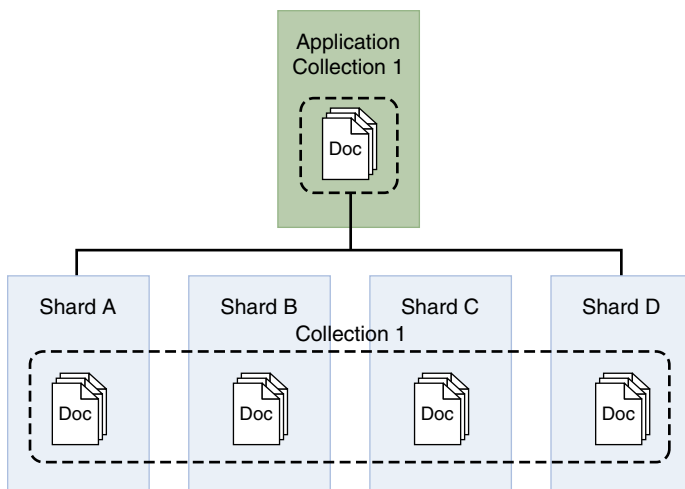 Application
Collection 1
Doc
Shard A
Shard B
Shard C
Shard D
Collection 1
Doc
Doc
Doc
Doc